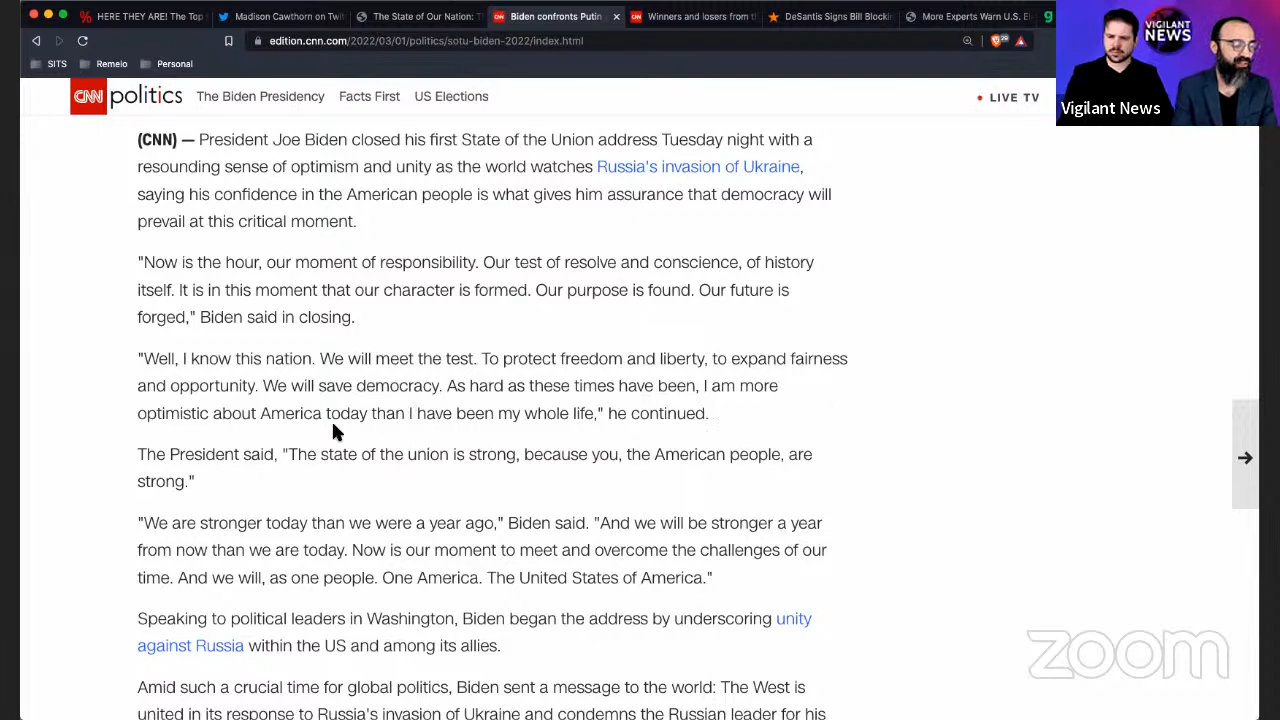 HERE THEY ARE! The Top
Madison Cawthorn on Twi
The State of Our Nation: T
Biden confronts Putin
Winners and losers from t
DeSantis Signs Bill Blockin
More Experts Warn U.S. El
VIGILANT
NEWS
edition.cnn.com/2022/03/01/politics/sotu-biden-2022/index.html
SITS
Remeio
Personal
Vigilant News
CNN politics
The Biden Presidency
Facts First
US Elections
LIVE TV
(CNN) — President Joe Biden closed his first State of the Union address Tuesday night with a
resounding sense of optimism and unity as the world watches Russia's invasion of Ukraine,
saying his confidence in the American people is what gives him assurance that democracy will
prevail at this critical moment.
"Now is the hour, our moment of responsibility. Our test of resolve and conscience, of history
itself. It is in this moment that our character is formed. Our purpose is found. Our future is
forged," Biden said in closing.
"Well, I know this nation. We will meet the test. To protect freedom and liberty, to expand fairness
and opportunity. We will save democracy. As hard as these times have been, I am more
optimistic about America today than I have been my whole life," he continued.
The President said, "The state of the union is strong, because you, the American people, are
strong."
"We are stronger today than we were a year ago," Biden said. "And we will be stronger a year
from now than we are today. Now is our moment to meet and overcome the challenges of our
time. And we will, as one people. One America. The United States of America."
Speaking to political leaders in Washington, Biden began the address by underscoring unity
against Russia within the US and among its allies.
zoom
Amid such a crucial time for global politics, Biden sent a message to the world: The West is
united in its response to Russia's invasion of Ukraine and condemns the Russian leader for his